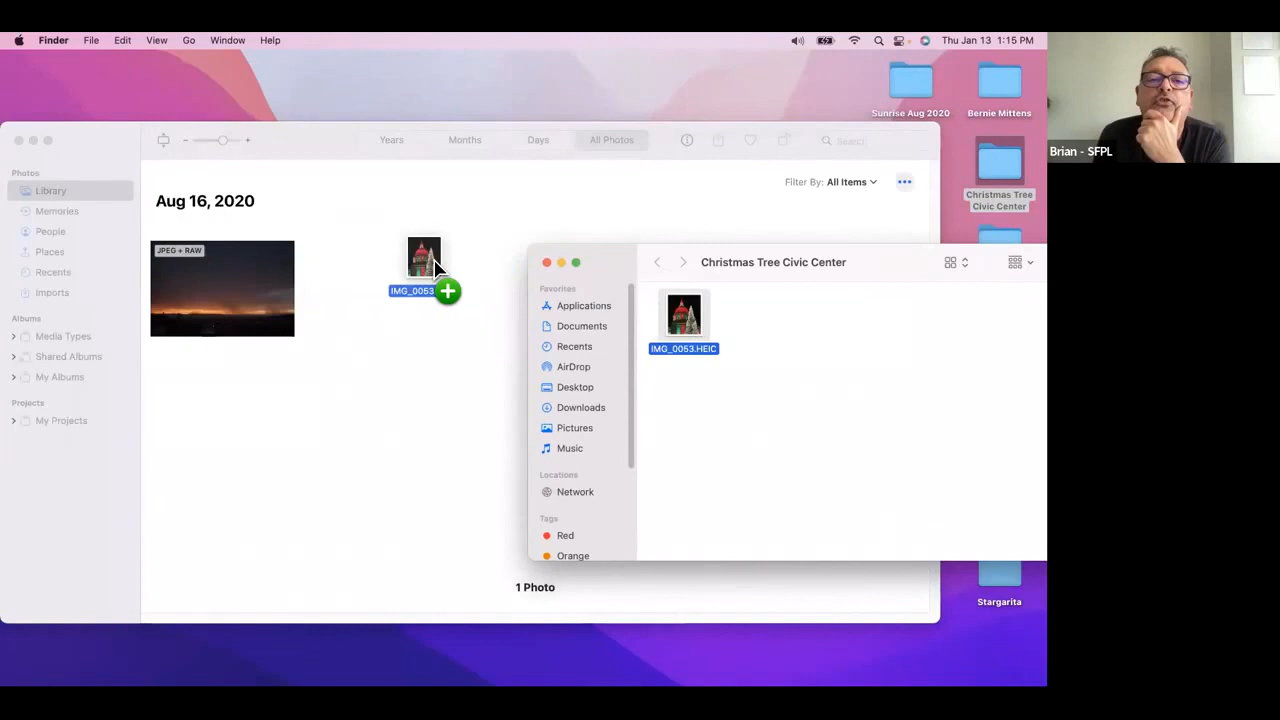 Finder File Edit View Go Window Help
Thu Jan 13 1:15 PM
Sunrise Aug 2020
Bernie Mittens
Christmas Tree
Civic Center
Stargarita
Brian - SFPL
Years Months Days All Photos
Search
Photos
Library
Memories
People
Places
Recents
Imports
Albums
Media Types
Shared Albums
My Albums
Projects
My Projects
Aug 16, 2020
Filter By: All Items
JPEG + RAW
IMG_0053
1 Photo
Christmas Tree Civic Center
Favorites
Applications
Documents
Recents
AirDrop
Desktop
Downloads
Pictures
Music
Locations
Network
Tags
Red
Orange
IMG_0053.HEIC